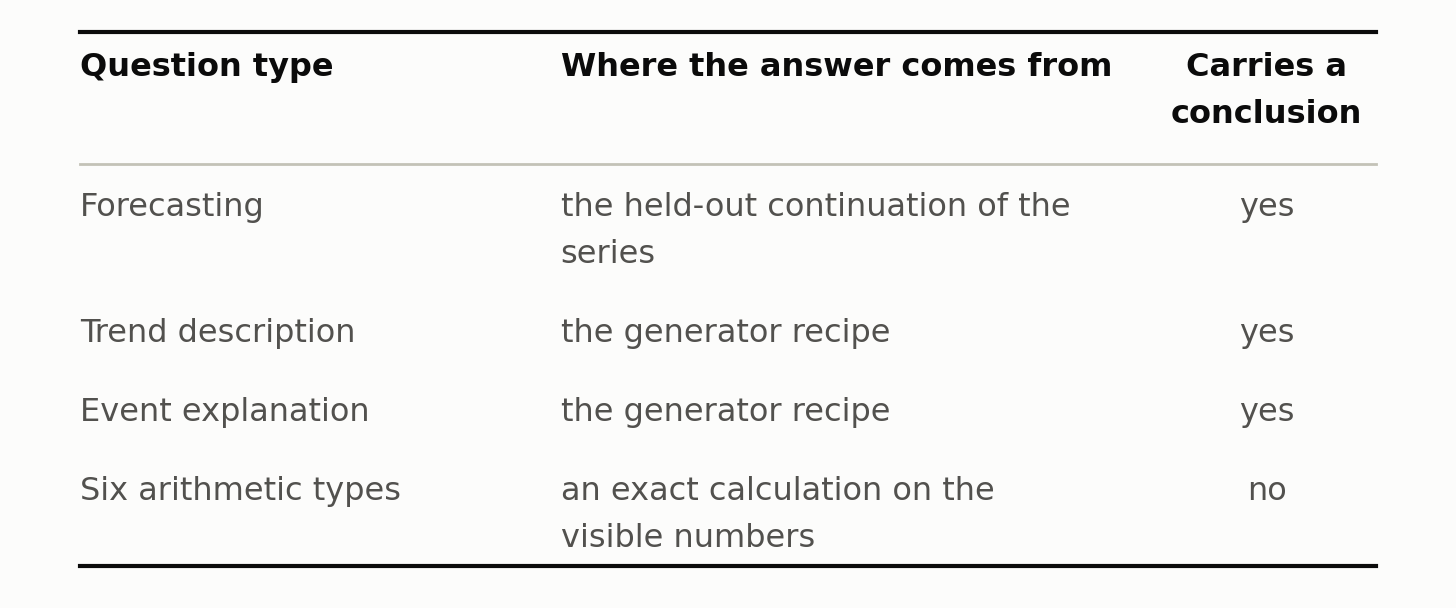 Question type
Where the answer comes from
Carries a
conclusion
Forecasting
the held-out continuation of the
series
yes
Trend description
the generator recipe
yes
Event explanation
the generator recipe
yes
Six arithmetic types
an exact calculation on the
visible numbers
no